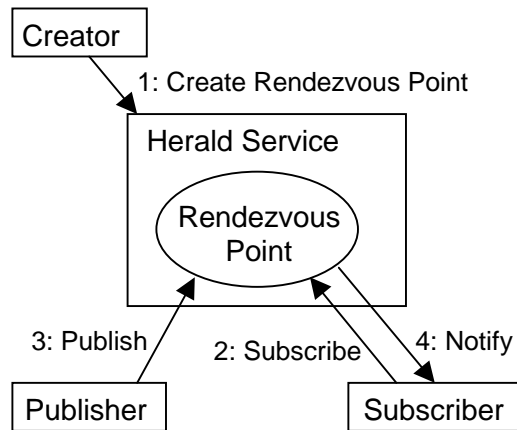 Creator
1: Create Rendezvous Point
Herald Service
Rendezvous
Point
3: Publish
2: Subscribe
4: Notify
Publisher
Subscriber